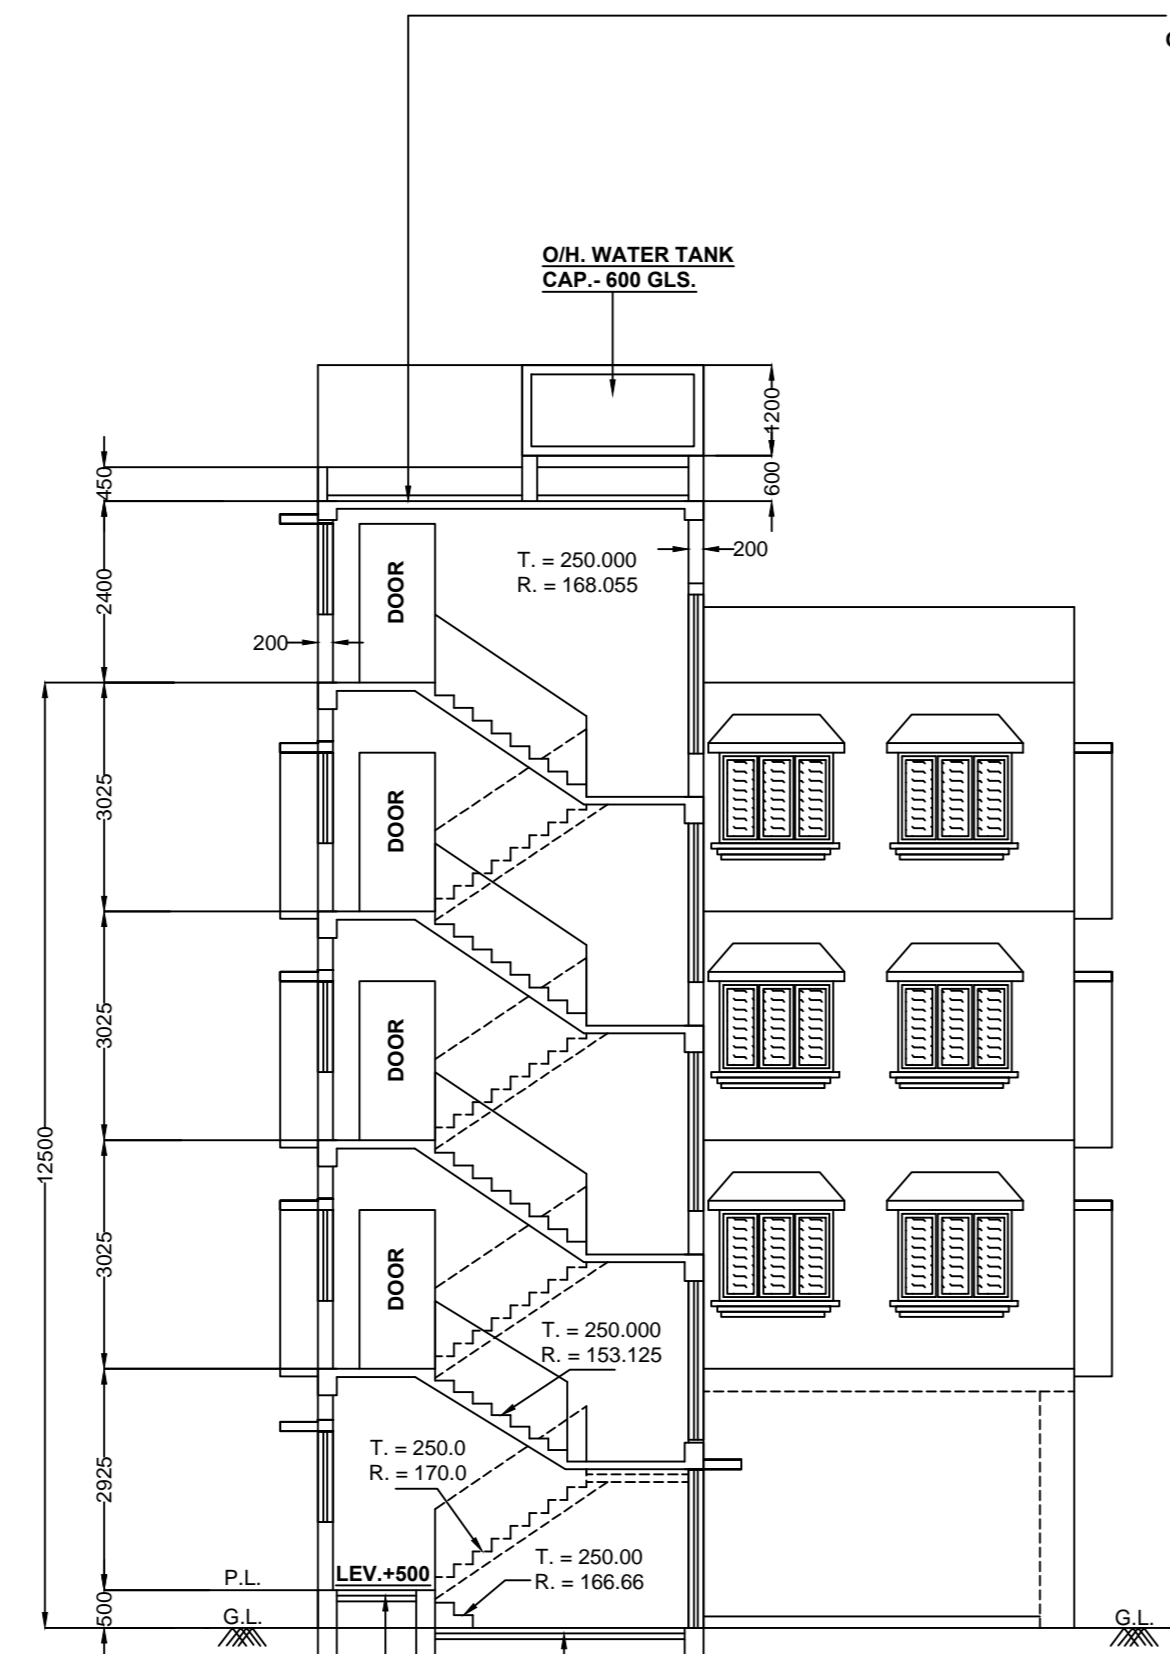 O/H. WATER TANK
CAP.- 600 GLS.
1200
450
600
T. = 250.000
R. = 168.055
200
DOOR
2400
200
3025
DOOR
3025
DOOR
12500
3025
DOOR
T. = 250.000
R. = 153.125
T. = 250.0
R. = 170.0
2925
T. = 250.00
R. = 166.66
P.L.
LEV.+500
500
G.L.
G.L.